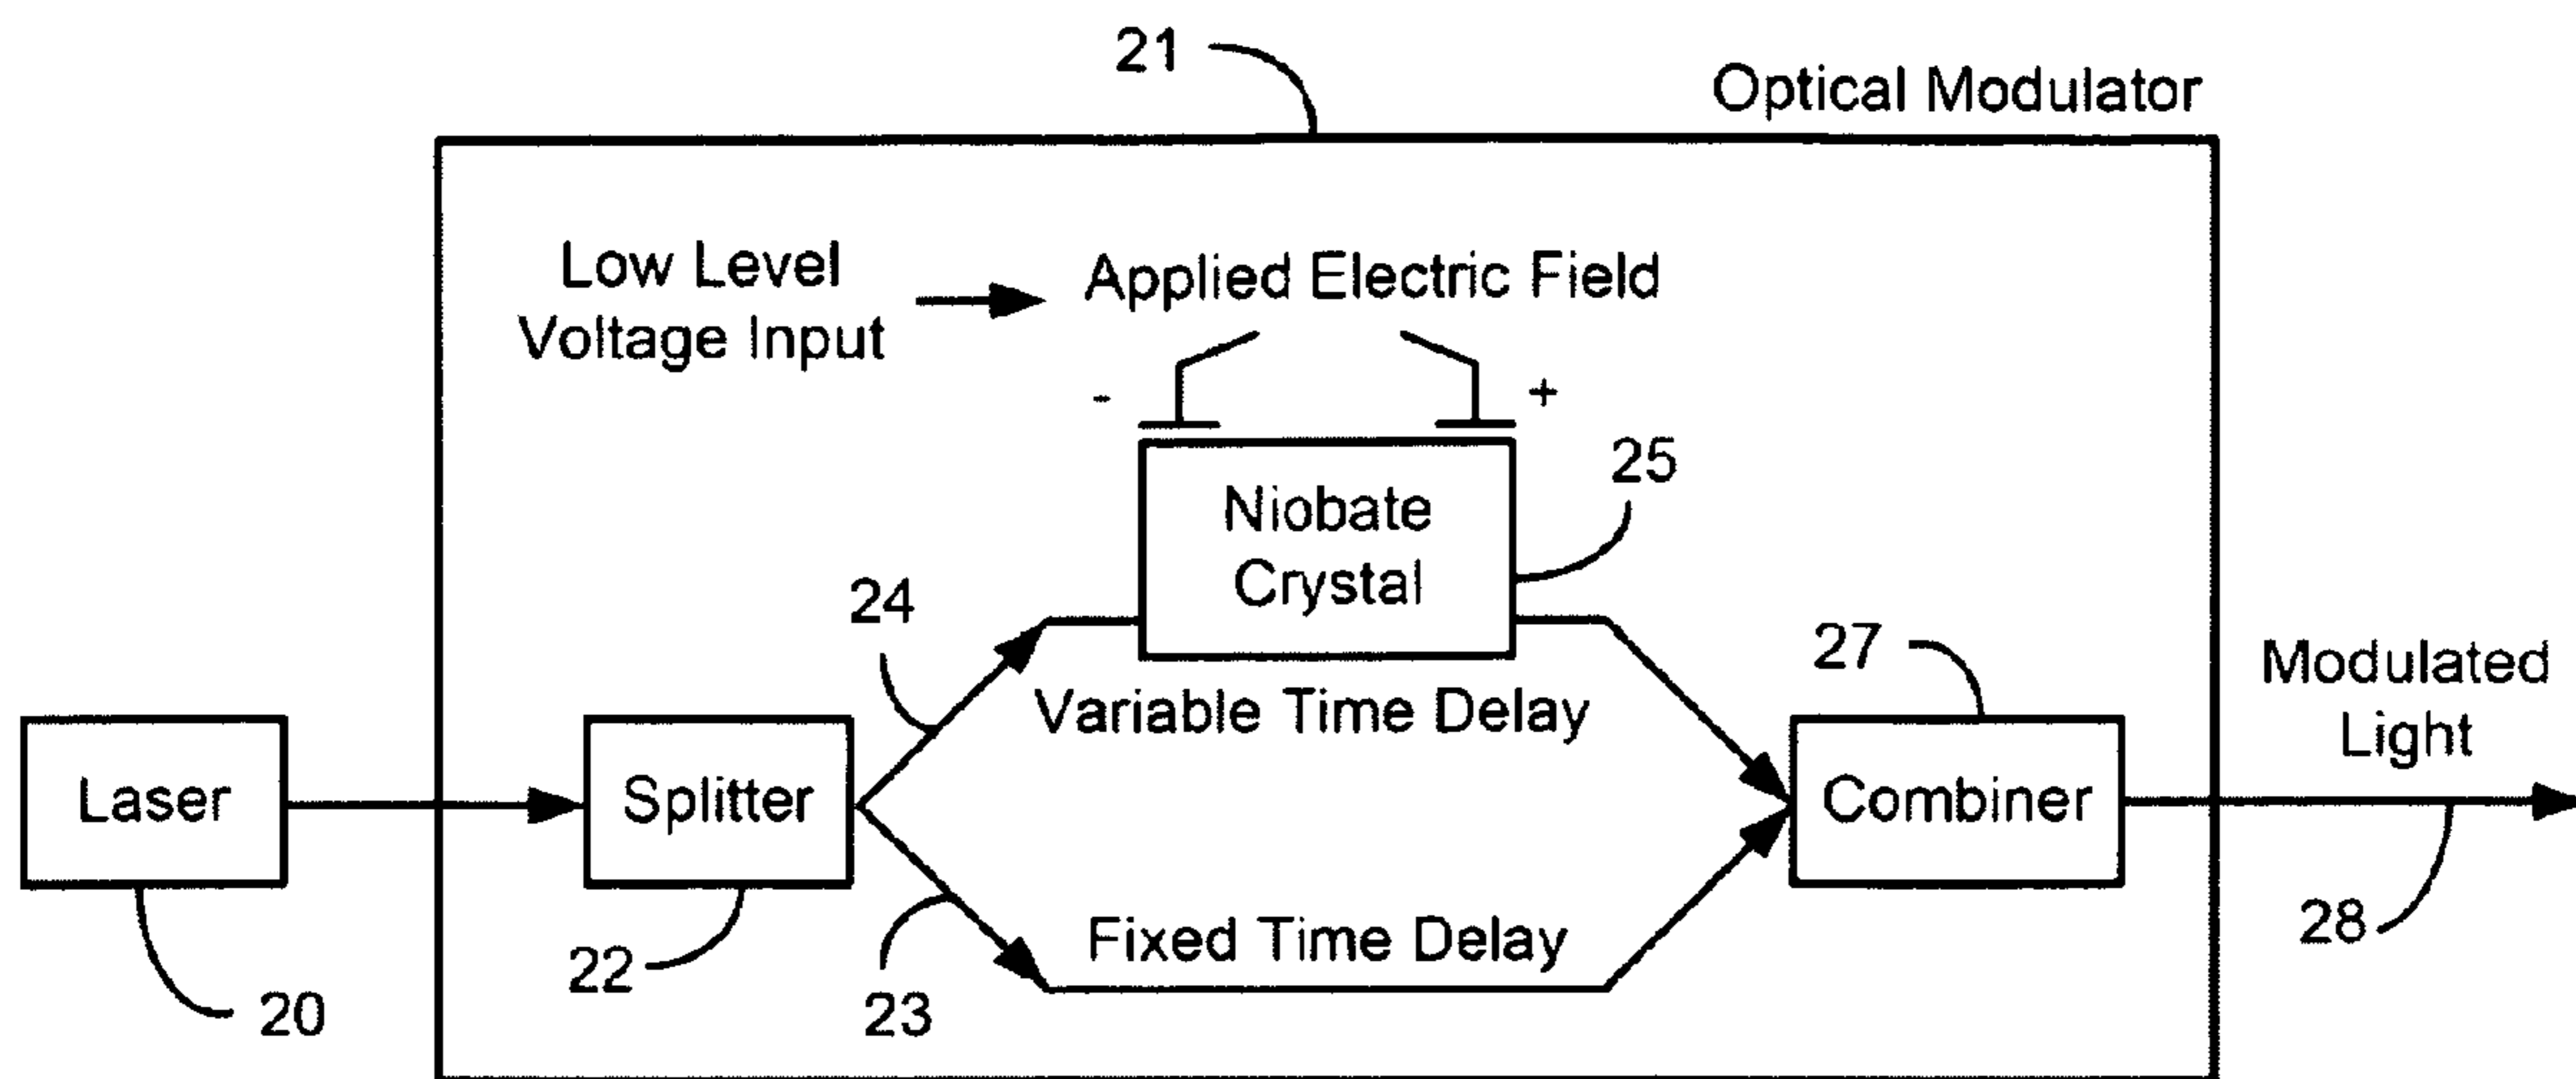 21
Optical Modulator
Low Level
Voltage Input
Applied Electric Field
-
+
25
Niobate
Crystal
24
27
Modulated
Light
Variable Time Delay
Laser
Splitter
Combiner
Fixed Time Delay
28
22
23
20